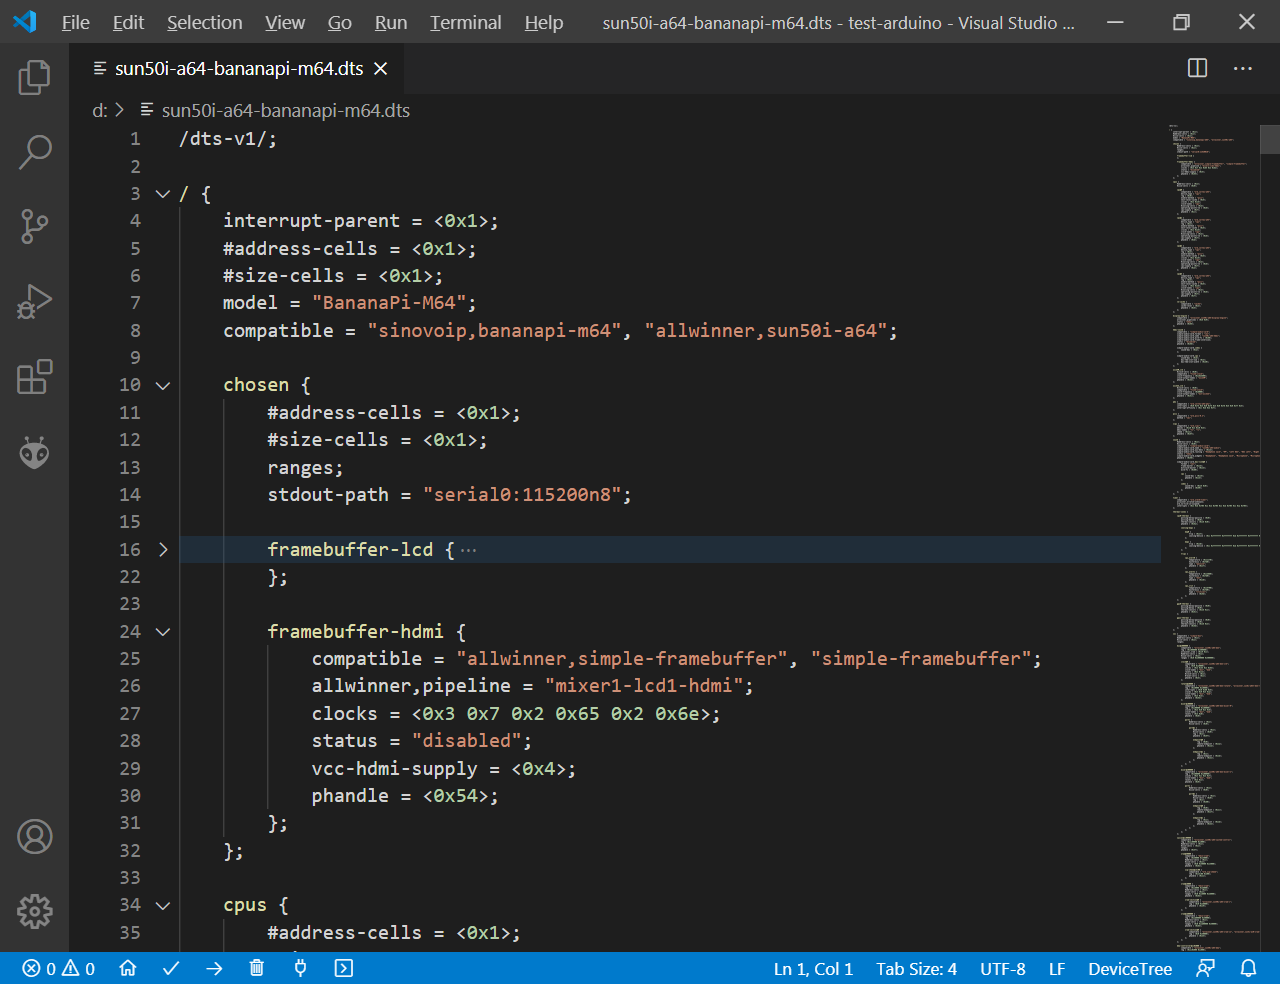 File Edit Selection View Go Run Terminal Help sun50i-a64-bananapi-m64.dts - test-arduino - Visual Studio ...
sun50i-a64-bananapi-m64.dts
d: > sun50i-a64-bananapi-m64.dts
1 /dts-v1/;
2
3 / {
4 interrupt-parent = <0x1>;
5 #address-cells = <0x1>;
6 #size-cells = <0x1>;
7 model = "BananaPi-M64";
8 compatible = "sinovoip,bananapi-m64", "allwinner,sun50i-a64";
9
10 chosen {
11 #address-cells = <0x1>;
12 #size-cells = <0x1>;
13 ranges;
14 stdout-path = "serial0:115200n8";
15
16 framebuffer-lcd { ...
22 };
23
24 framebuffer-hdmi {
25 compatible = "allwinner,simple-framebuffer", "simple-framebuffer";
26 allwinner,pipeline = "mixer1-lcd1-hdmi";
27 clocks = <0x3 0x7 0x2 0x65 0x2 0x6e>;
28 status = "disabled";
29 vcc-hdmi-supply = <0x4>;
30 phandle = <0x54>;
31 };
32 };
33
34 cpus {
35 #address-cells = <0x1>;
0 0 Ln 1, Col 1 Tab Size: 4 UTF-8 LF DeviceTree